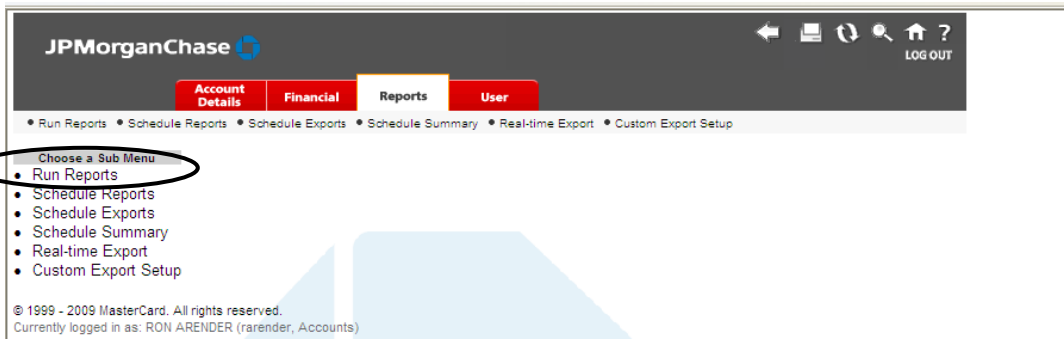 JPMorganChase
?
LOG OUT
Account Details
Financial
Reports
User
• Run Reports • Schedule Reports • Schedule Exports • Schedule Summary • Real-time Export • Custom Export Setup
Choose a Sub Menu
• Run Reports
• Schedule Reports
• Schedule Exports
• Schedule Summary
• Real-time Export
• Custom Export Setup
© 1999 - 2009 MasterCard. All rights reserved.
Currently logged in as: RON ARENDER (rarender, Accounts)